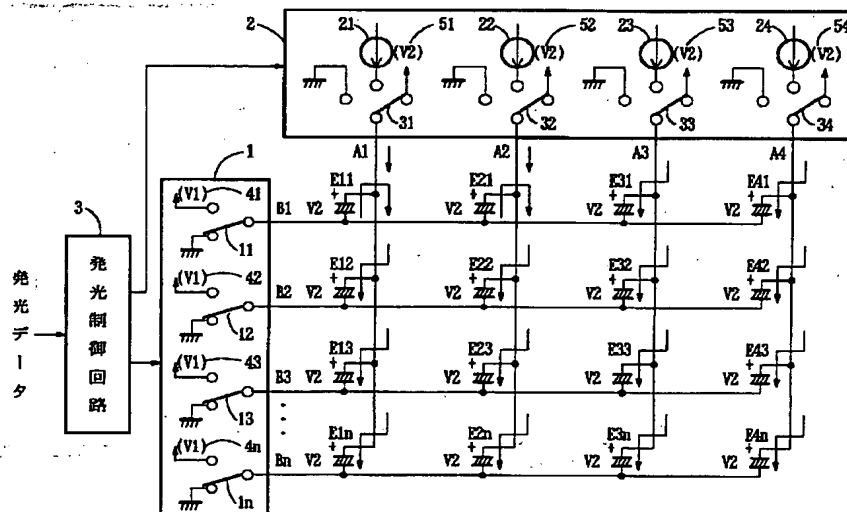 21 51 22 52 23 53 24 54
2
(V2) (V2) (V2) (V2)
31 32 33 34
1 A1 A2 A3 A4
3
(V1) 41
E11 E21 E31 E41
+ + + +
B1 V2 V2 V2 V2
11
(V1) 42
E12 E22 E32 E42
+ + + +
B2 V2 V2 V2 V2
12
発光データ
発光制御回路
(V1) 43
E13 E23 E33 E43
+ + + +
B3 V2 V2 V2 V2
13
(V1) 4n
E1n E2n E3n E4n
+ + + +
Bn V2 V2 V2 V2
1n